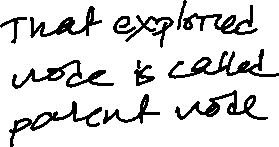 That explored
node is called
parent node